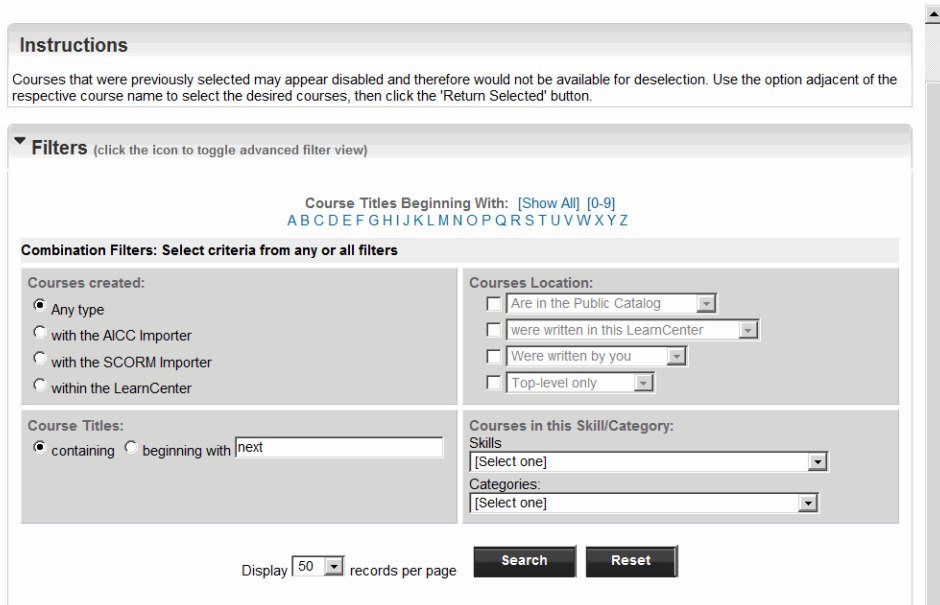 Instructions
Courses that were previously selected may appear disabled and therefore would not be available for deselection. Use the option adjacent of the
respective course name to select the desired courses, then click the 'Return Selected' button.
Filters (click the icon to toggle advanced filter view)
Course Titles Beginning With: [Show All] [0-9]
A B C D E F G H I J K L M N O P Q R S T U V W X Y Z
Combination Filters: Select criteria from any or all filters
Courses created:
Any type
with the AICC Importer
with the SCORM Importer
within the LearnCenter
Courses Location:
Are in the Public Catalog
were written in this LearnCenter
Were written by you
Top-level only
Course Titles:
containing beginning with next
Courses in this Skill/Category:
Skills
[Select one]
Categories:
[Select one]
Display 50 records per page Search Reset